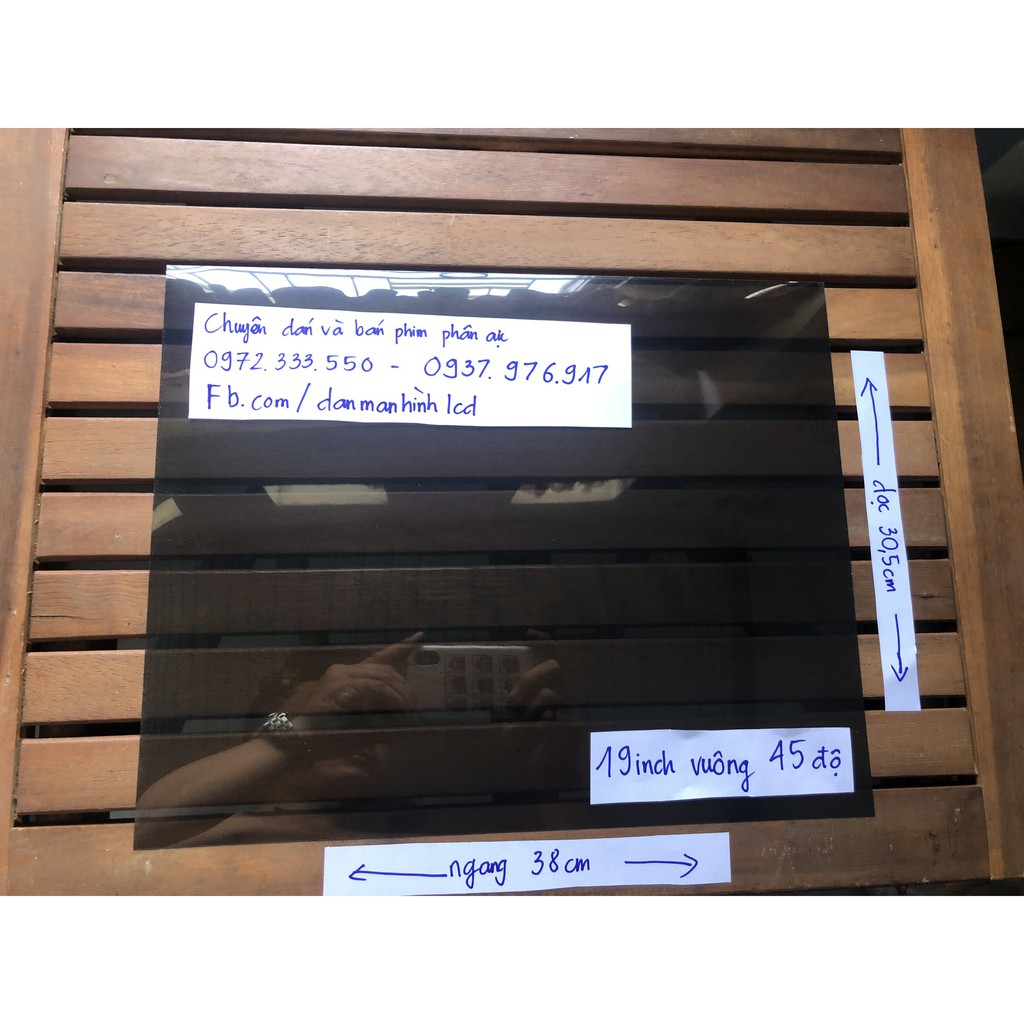 Chuyên dán và bán phim phân cực
0972.333.550 - 0937.976.917
Fb.com/danmanhình lcd
dọc 30,5cm
19inch vuông 45 độ
ngang 38cm